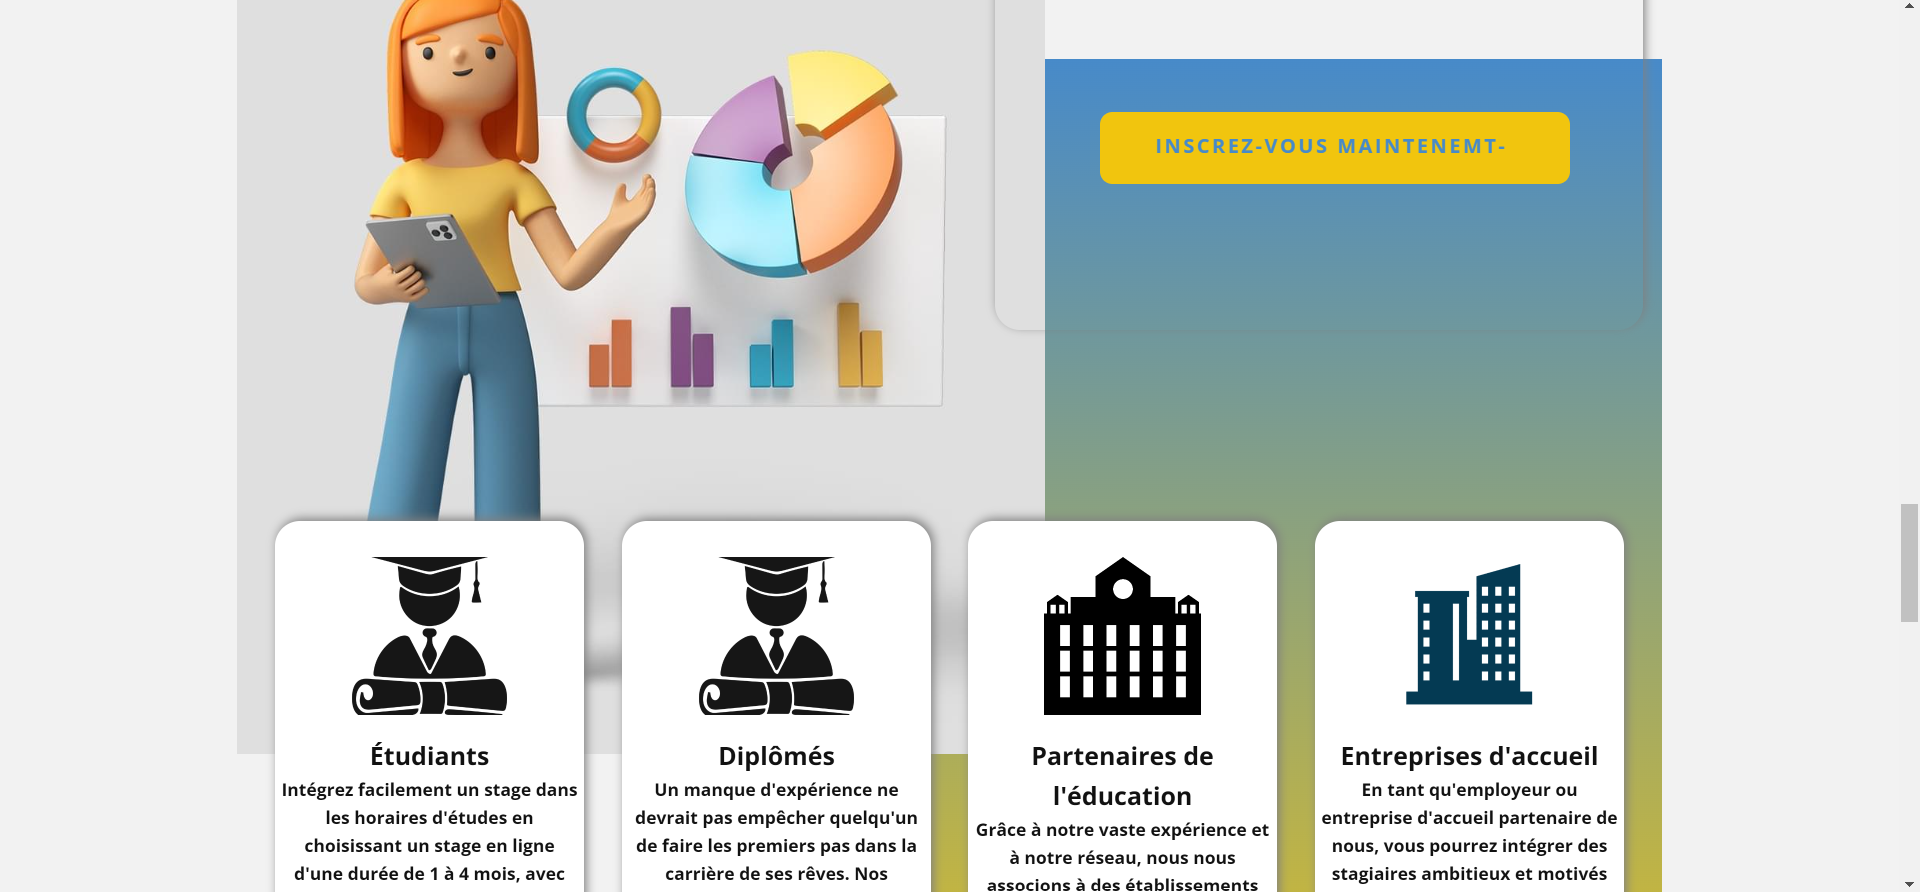 INSCREZ-VOUS MAINTENEMT-
Étudiants
Intégrez facilement un stage dans
les horaires d'études en
choisissant un stage en ligne
d'une durée de 1 à 4 mois, avec
Diplômés
Un manque d'expérience ne
devrait pas empêcher quelqu'un
de faire les premiers pas dans la
carrière de ses rêves. Nos
Partenaires de
l'éducation
Grâce à notre vaste expérience et
à notre réseau, nous nous
associons à des établissements
Entreprises d'accueil
En tant qu'employeur ou
entreprise d'accueil partenaire de
nous, vous pourrez intégrer des
stagiaires ambitieux et motivés